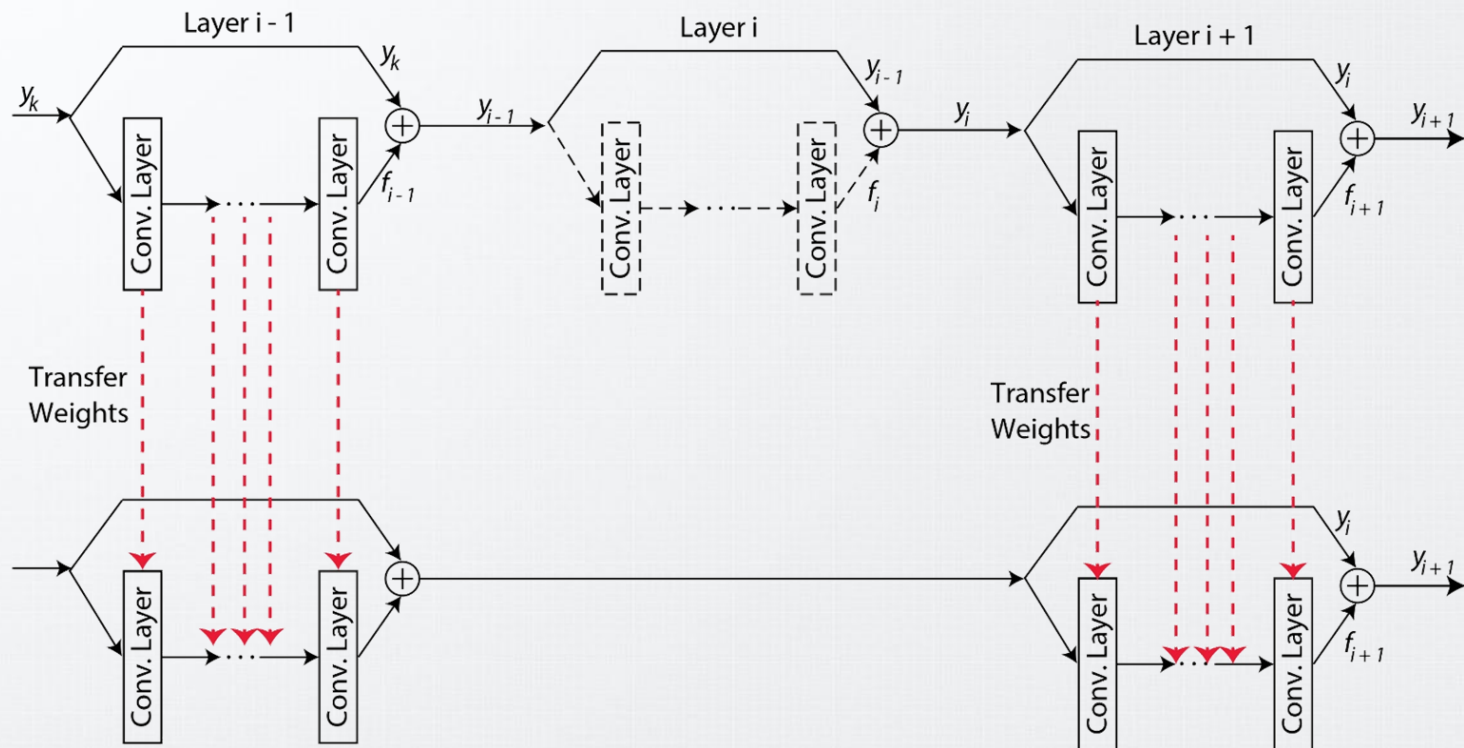 Layer i - 1
Layer i
Layer i + 1
y_k
y_k
Conv. Layer
...
Conv. Layer
f_{i-1}
y_{i-1}
y_{i-1}
Conv. Layer
...
Conv. Layer
f_i
y_i
y_i
Conv. Layer
...
Conv. Layer
f_{i+1}
y_{i+1}
Transfer
Weights
Transfer
Weights
Conv. Layer
...
Conv. Layer
Conv. Layer
...
Conv. Layer
y_i
f_{i+1}
y_{i+1}